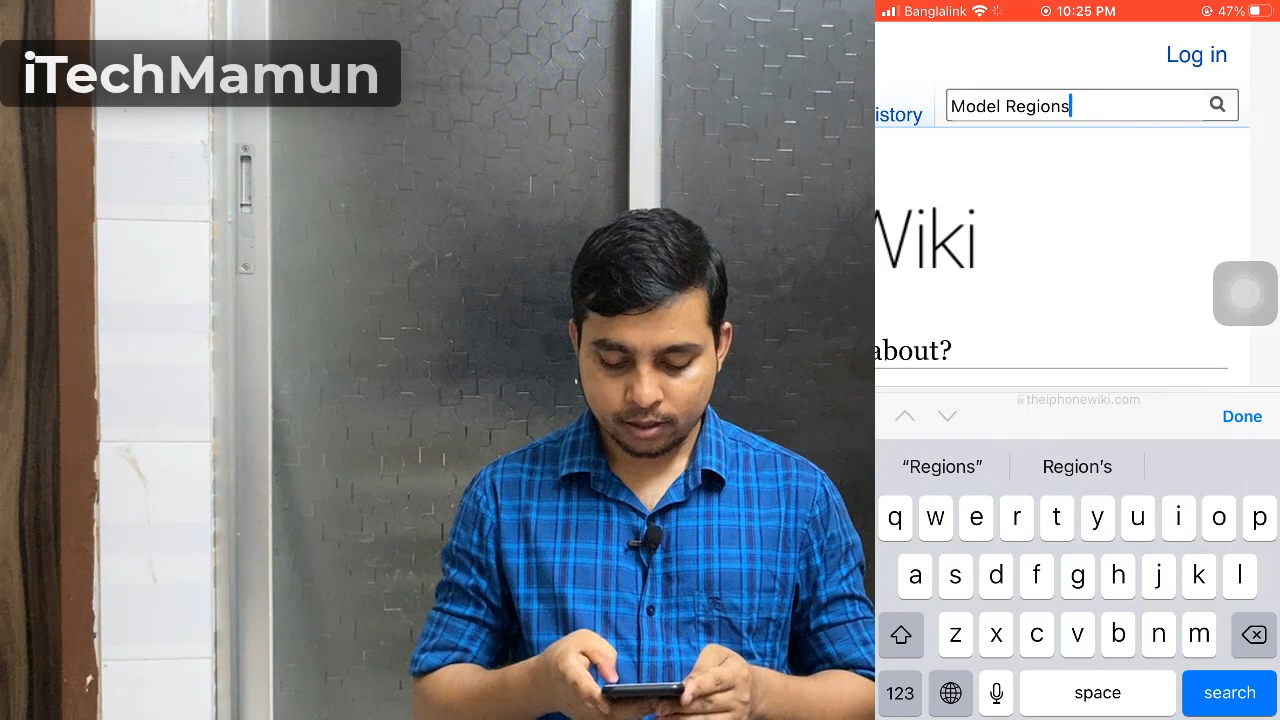 iTechMamun
Banglalink
10:25 PM
47%
Log in
istory
Model Regions
Wiki
about?
theiphonewiki.com
Done
“Regions”
Region's
q w e r t y u i o p
a s d f g h j k l
z x c v b n m
123
space
search